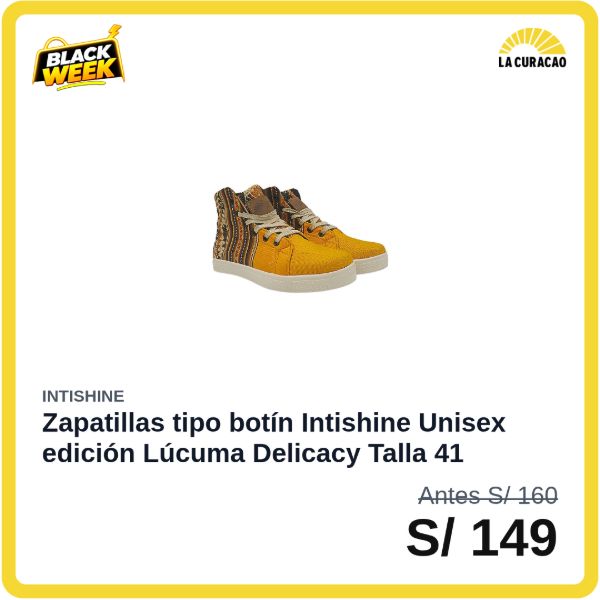 BLACK
WEEK
LA CURACAO
INTISHINE
Zapatillas tipo botín Intishine Unisex
edición Lúcuma Delicacy Talla 41
Antes S/ 160
S/ 149